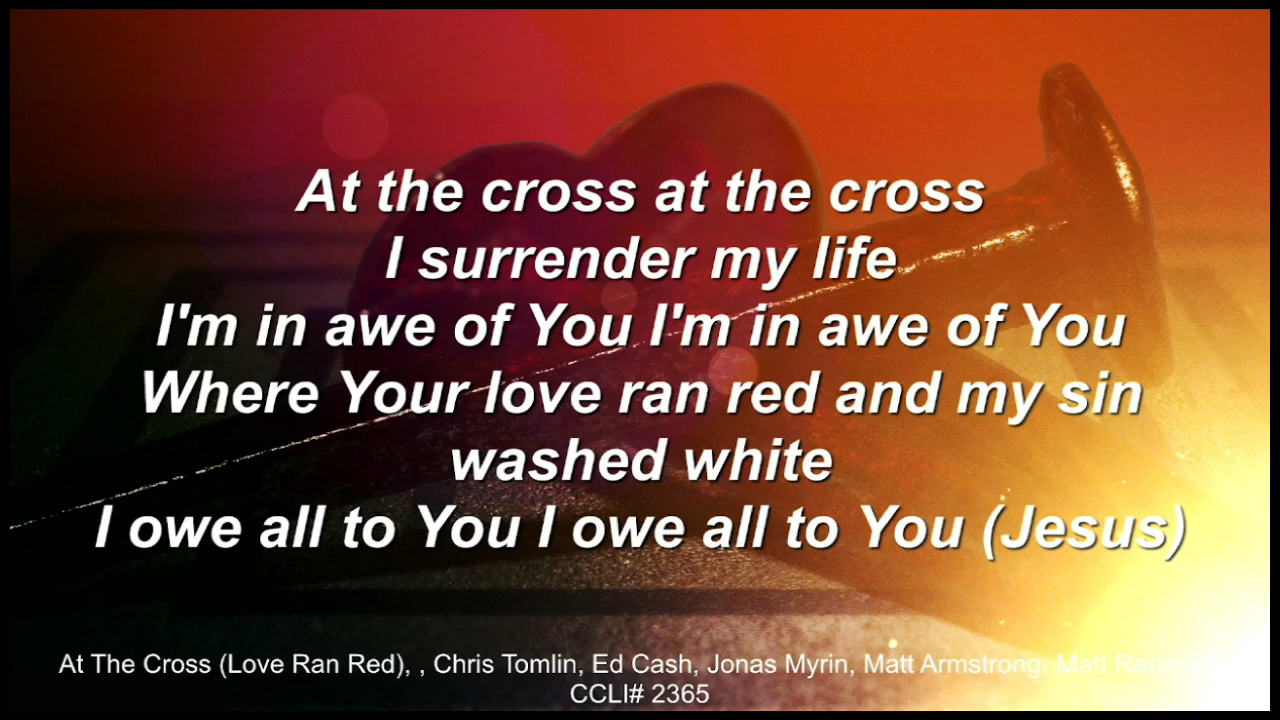 At the cross at the cross
I surrender my life
I'm in awe of You I'm in awe of You
Where Your love ran red and my sin
washed white
I owe all to You I owe all to You (Jesus)
At The Cross (Love Ran Red), , Chris Tomlin, Ed Cash, Jonas Myrin, Matt Armstrong, Matt
CCLI# 2365